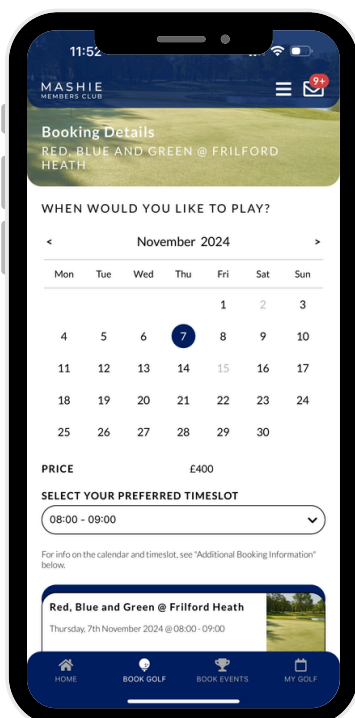 11:52
9+
MASHIE
MEMBERS CLUB
Booking Details
RED, BLUE AND GREEN @ FRILFORD
HEATH
WHEN WOULD YOU LIKE TO PLAY?
< November 2024 >
Mon Tue Wed Thu Fri Sat Sun
1 2 3
4 5 6 7 8 9 10
11 12 13 14 15 16 17
18 19 20 21 22 23 24
25 26 27 28 29 30
PRICE £400
SELECT YOUR PREFERRED TIMESLOT
08:00 - 09:00
For info on the calendar and timeslot, see "Additional Booking Information"
below.
Red, Blue and Green @ Frilford Heath
Thursday, 7th November 2024 @ 08:00 - 09:00
HOME BOOK GOLF BOOK EVENTS MY GOLF